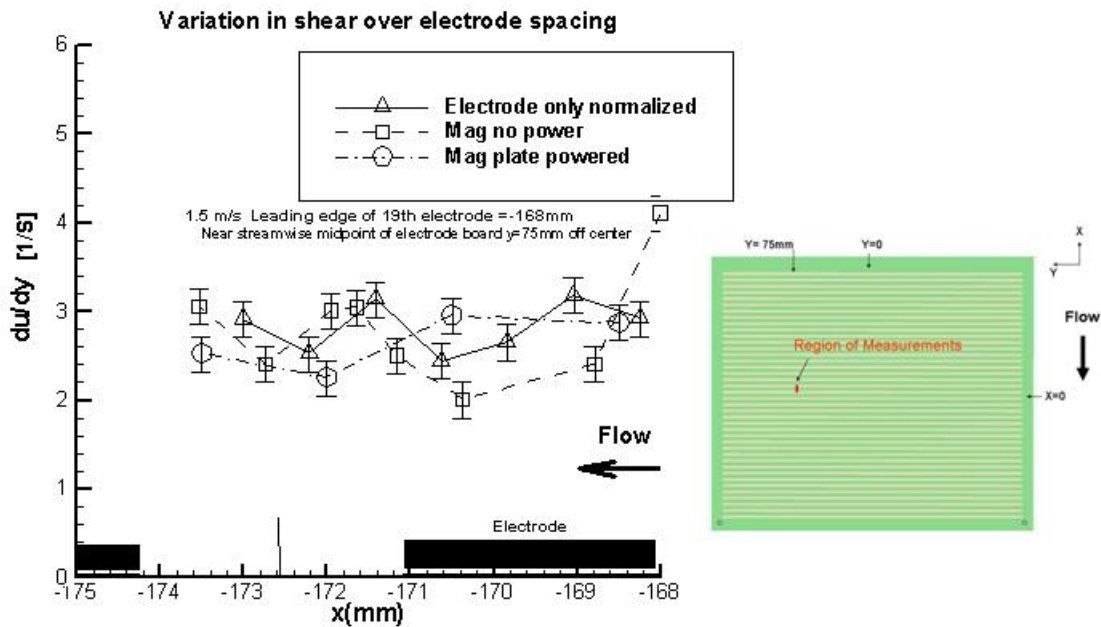 Variation in shear over electrode spacing
6
5
4
3
2
1
0
du/dy [1/S]
Electrode only normalized
Mag no power
Mag plate powered
1.5 m/s Leading edge of 19th electrode =-168mm
Near streamwise midpoint of electrode board y=75mm off center
Flow
Electrode
-175
-174
-173
-172
-171
-170
-169
-168
x(mm)
Y= 75mm
Y=0
X
Y
Flow
Region of Measurements
X=0